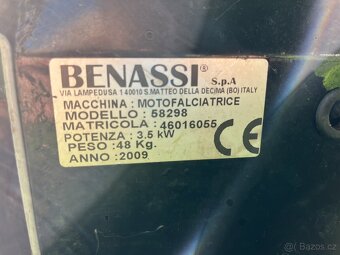 BENASSI® S.p.A
VIA LAMPEDUSA 1 40010 S.MATTEO DELLA DECIMA (BO) ITALY
MACCHINA : MOTOFALCIATRICE
MODELLO : 58298
MATRICOLA : 46016055
POTENZA : 3.5 kW
PESO : 48 Kg.
ANNO : 2009
CE
bazoš.cz